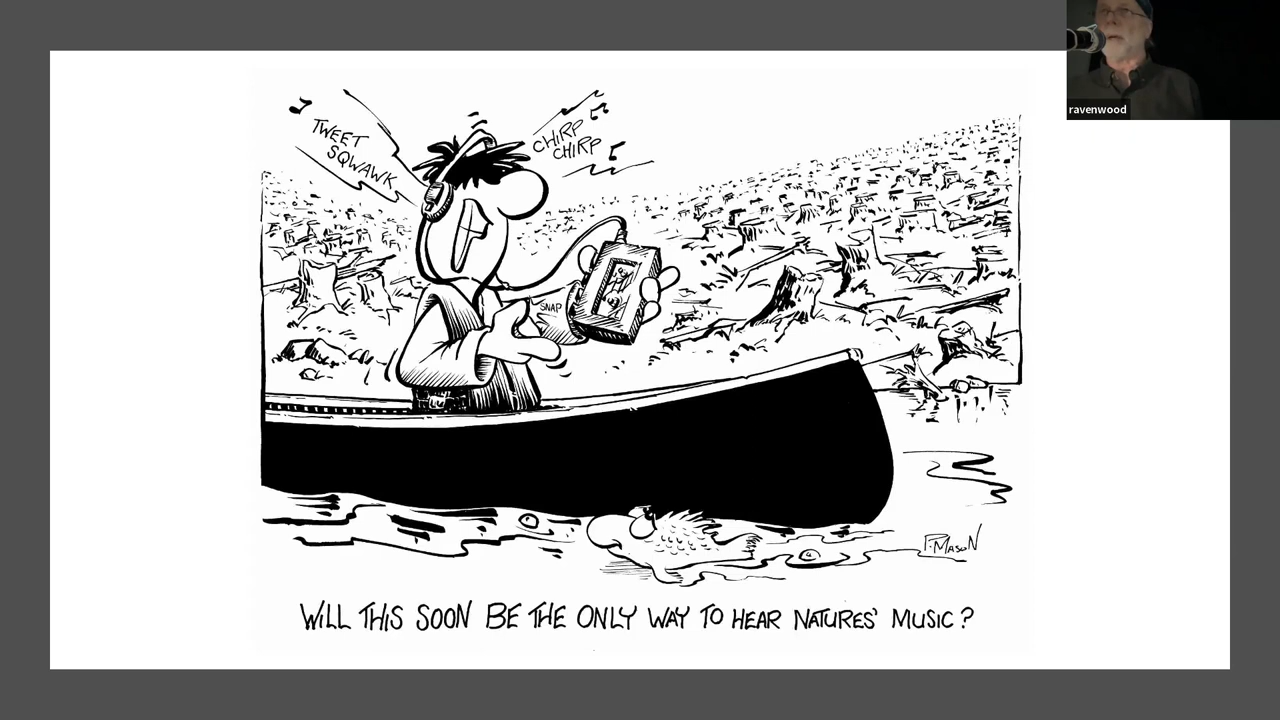 TWEET
SQWAWK
CHIRP
CHIRP
SNAP
P. MASON
WILL THIS SOON BE THE ONLY WAY TO HEAR NATURES' MUSIC?
ravenwood